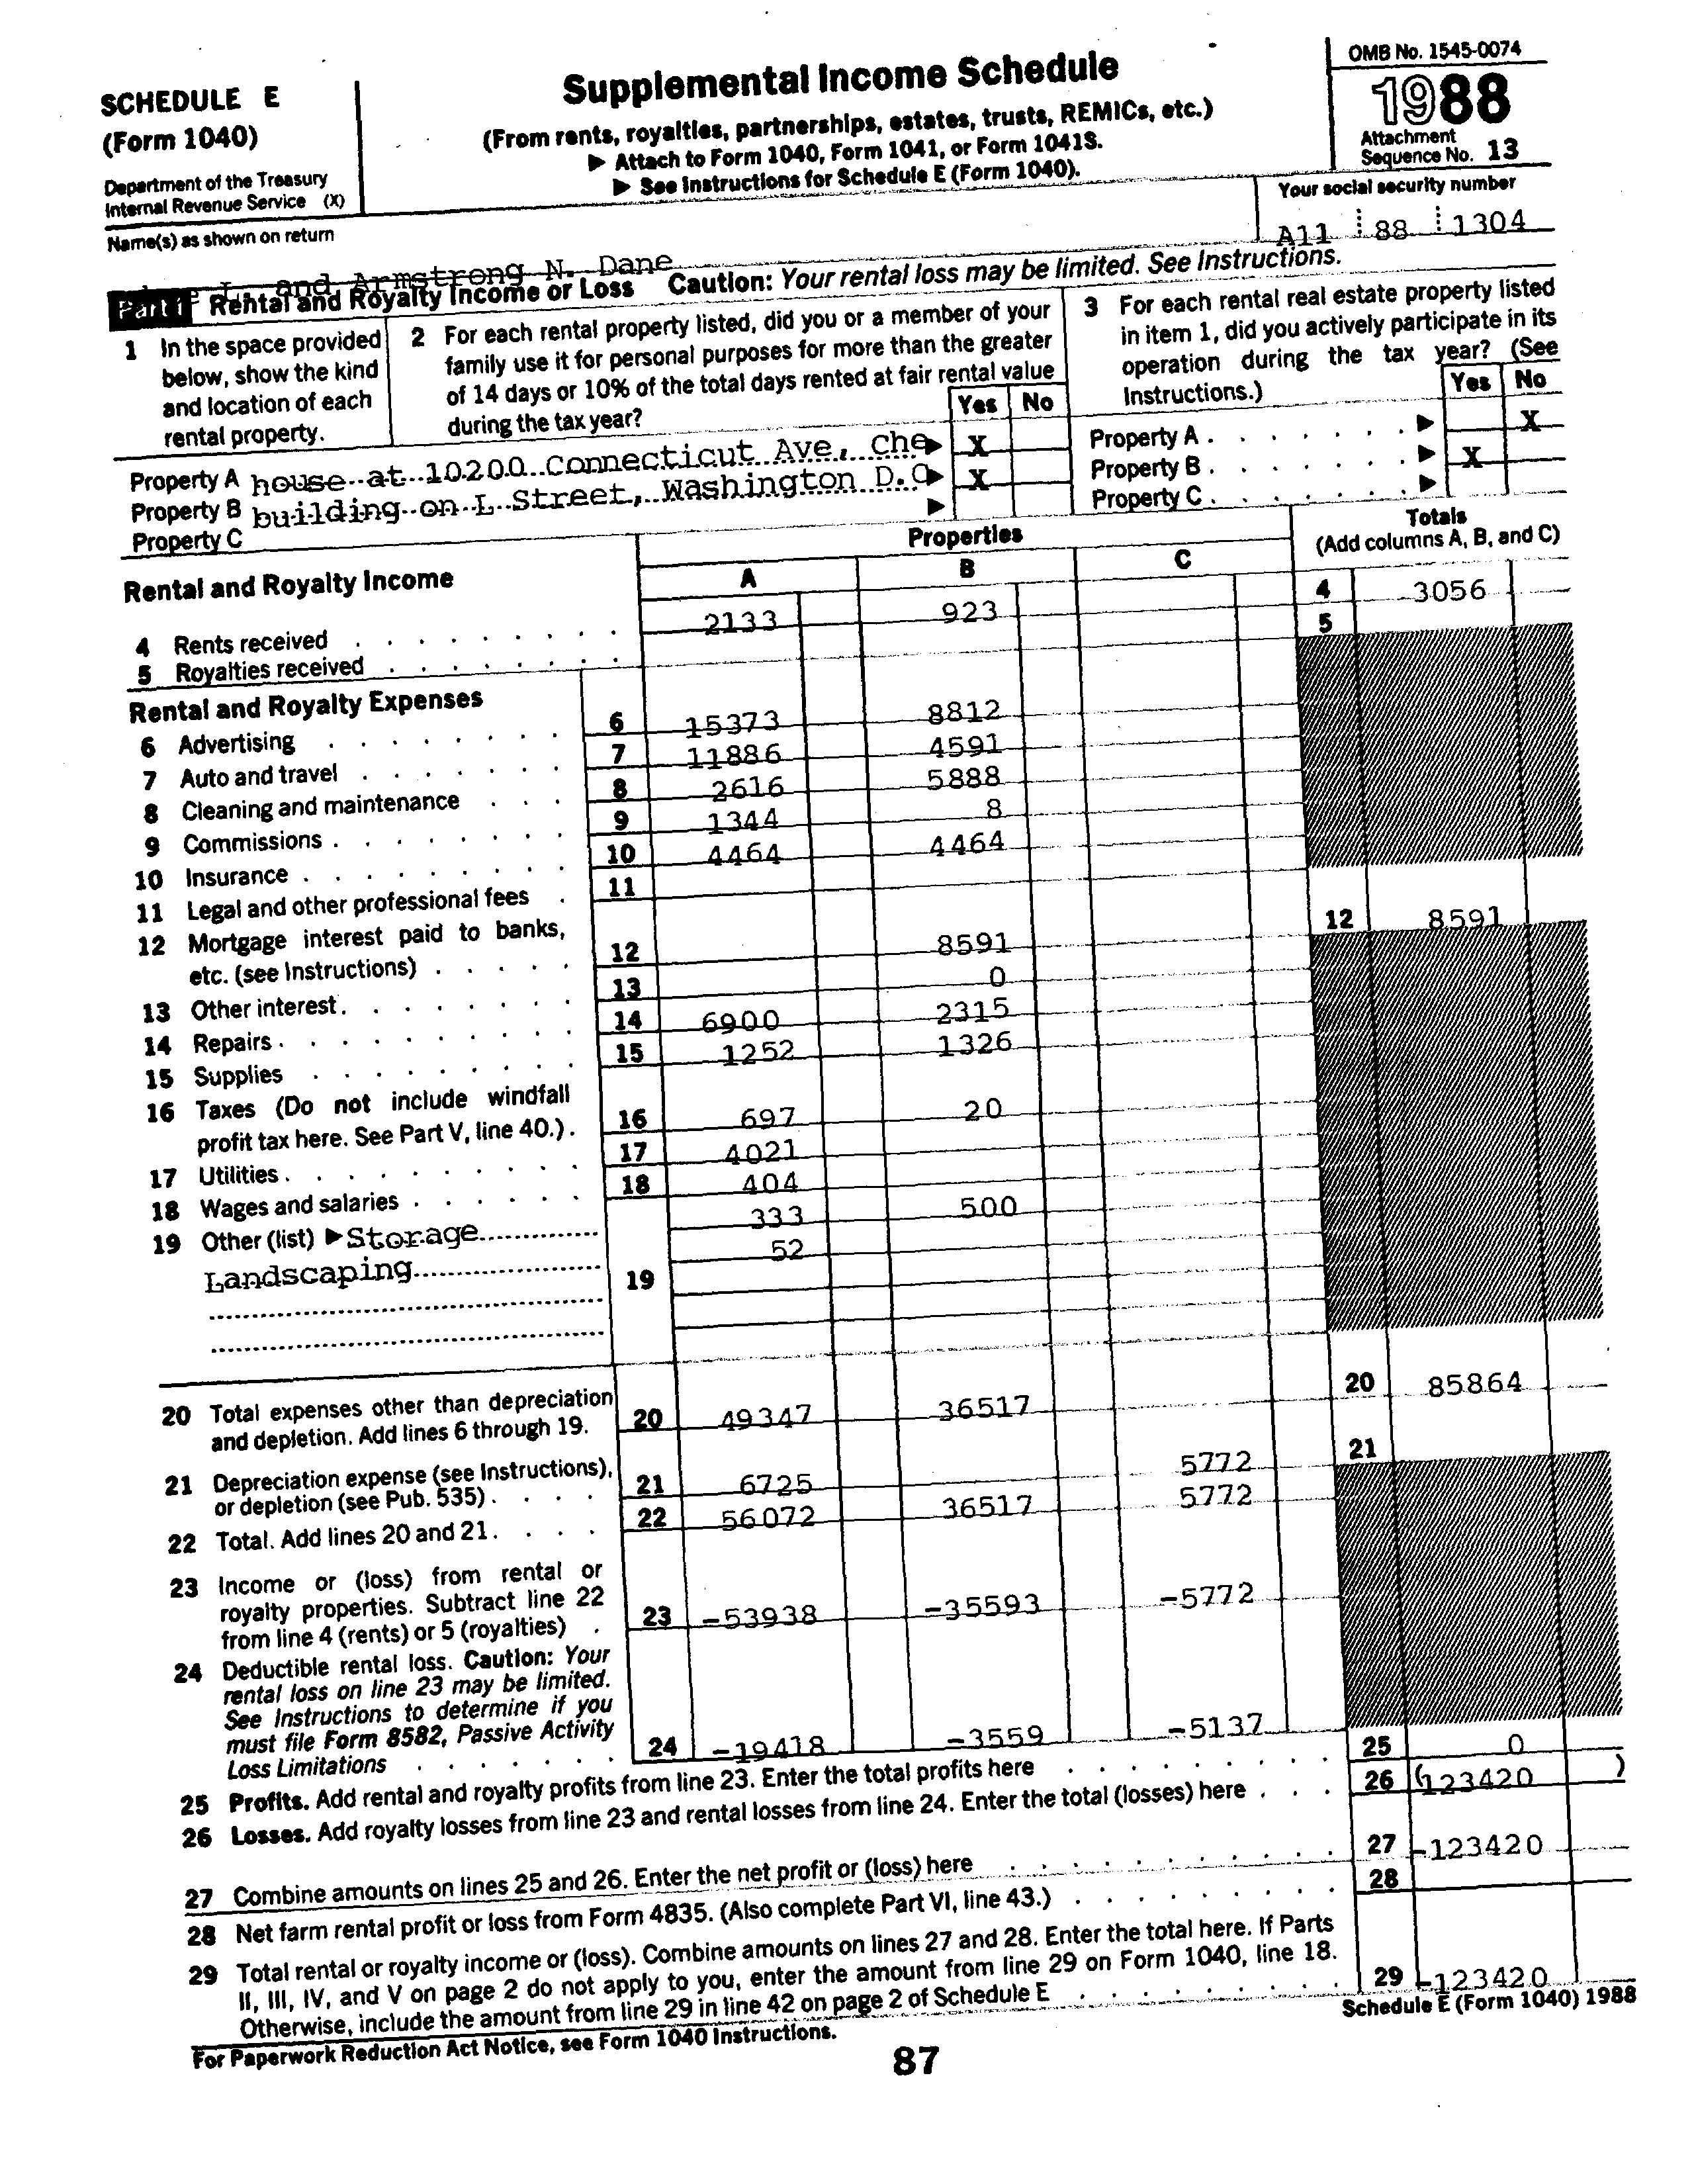 SCHEDULE E
(Form 1040)
Department of the Treasury
Internal Revenue Service (X)
Supplemental Income Schedule
(From rents, royalties, partnerships, estates, trusts, REMICs, etc.)
▶ Attach to Form 1040, Form 1041, or Form 1041S.
▶ See Instructions for Schedule E (Form 1040).
OMB No. 1545-0074
1988
Attachment
Sequence No. 13
Name(s) as shown on return
Your social security number
A11 88 1304
and Armstrong N. Dane
Part I Rental and Royalty Income or Loss Caution: Your rental loss may be limited. See Instructions.
1 In the space provided
below, show the kind
and location of each
rental property.
2 For each rental property listed, did you or a member of your
family use it for personal purposes for more than the greater
of 14 days or 10% of the total days rented at fair rental value
during the tax year?
Yes No
3 For each rental real estate property listed
in item 1, did you actively participate in its
operation during the tax year? (See
Instructions.)
Yes No
Property A house at 10200 Connecticut Ave, Che ▶ X Property A . . . . . . . ▶ X
Property B building on L Street, Washington D.C ▶ X Property B . . . . . . . ▶ X
Property C ▶ Property C . . . . . . . ▶
Properties
Totals
(Add columns A, B, and C)
Rental and Royalty Income A B C
4 Rents received 2133 923 4 3056
5 Royalties received 5
Rental and Royalty Expenses
6 Advertising 6 15373 8812
7 Auto and travel 7 11886 4591
8 Cleaning and maintenance 8 2616 5888
9 Commissions 9 1344 8
10 Insurance 10 4464 4464
11 Legal and other professional fees 11
12 Mortgage interest paid to banks,
etc. (see Instructions) 12 8591 12 8591
13 Other interest 13 0
14 Repairs 14 6900 2315
15 Supplies 15 1252 1326
16 Taxes (Do not include windfall
profit tax here. See Part V, line 40.) 16 697 20
17 Utilities 17 4021
18 Wages and salaries 18 404
19 Other (list) ▶ Storage 333 500
Landscaping 19 52
20 Total expenses other than depreciation
and depletion. Add lines 6 through 19. 20 49347 36517 20 85864
21 Depreciation expense (see Instructions),
or depletion (see Pub. 535) 21 6725 5772 21
22 Total. Add lines 20 and 21 22 56072 36517 5772
23 Income or (loss) from rental or
royalty properties. Subtract line 22
from line 4 (rents) or 5 (royalties) 23 -53938 -35593 -5772
24 Deductible rental loss. Caution: Your
rental loss on line 23 may be limited.
See Instructions to determine if you
must file Form 8582, Passive Activity
Loss Limitations 24 -19418 -3559 -5137
25 Profits. Add rental and royalty profits from line 23. Enter the total profits here 25 0
26 Losses. Add royalty losses from line 23 and rental losses from line 24. Enter the total (losses) here 26 (123420 )
27 Combine amounts on lines 25 and 26. Enter the net profit or (loss) here 27 -123420
28 Net farm rental profit or loss from Form 4835. (Also complete Part VI, line 43.) 28
29 Total rental or royalty income or (loss). Combine amounts on lines 27 and 28. Enter the total here. If Parts
II, III, IV, and V on page 2 do not apply to you, enter the amount from line 29 on Form 1040, line 18.
Otherwise, include the amount from line 29 in line 42 on page 2 of Schedule E 29 -123420
For Paperwork Reduction Act Notice, see Form 1040 Instructions.
Schedule E (Form 1040) 1988
87